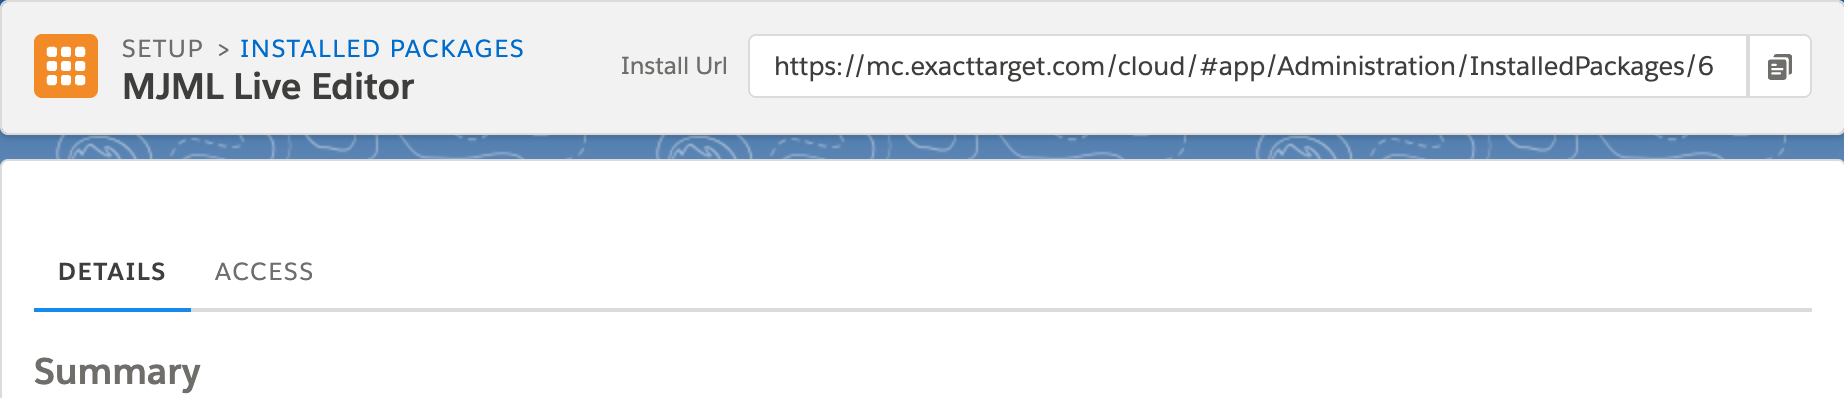 SETUP > INSTALLED PACKAGES
MJML Live Editor
Install Url
https://mc.exacttarget.com/cloud/#app/Administration/InstalledPackages/6
DETAILS
ACCESS
Summary